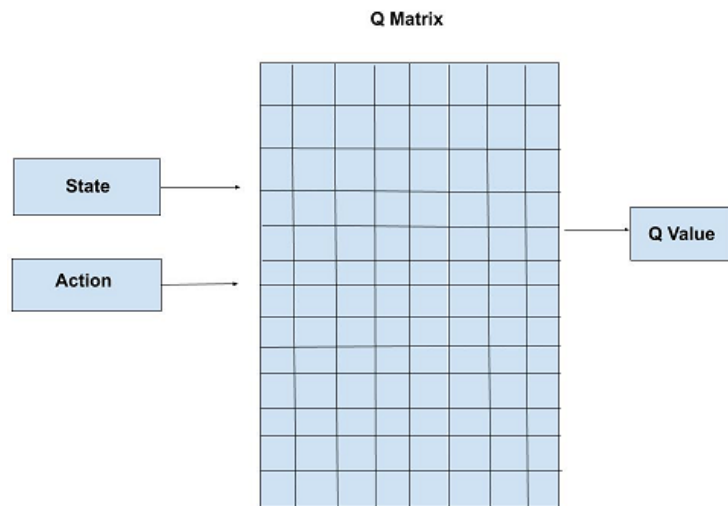 Q Matrix
State
Action
Q Value